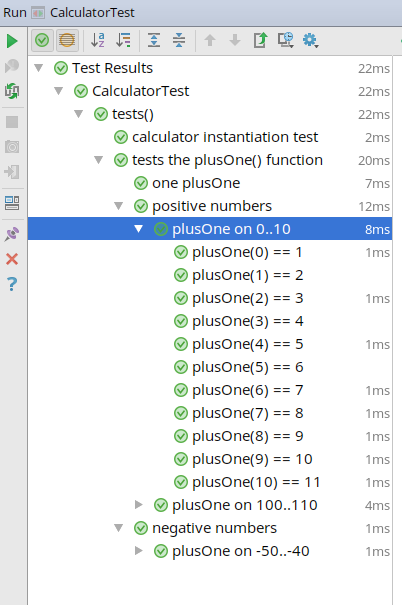 Run CalculatorTest
Test Results 22ms
CalculatorTest 22ms
tests() 22ms
calculator instantiation test 2ms
tests the plusOne() function 20ms
one plusOne 7ms
positive numbers 12ms
plusOne on 0..10 8ms
plusOne(0) == 1 1ms
plusOne(1) == 2
plusOne(2) == 3 1ms
plusOne(3) == 4
plusOne(4) == 5 1ms
plusOne(5) == 6
plusOne(6) == 7 1ms
plusOne(7) == 8 1ms
plusOne(8) == 9 1ms
plusOne(9) == 10 1ms
plusOne(10) == 11 1ms
plusOne on 100..110 4ms
negative numbers 1ms
plusOne on -50..-40 1ms